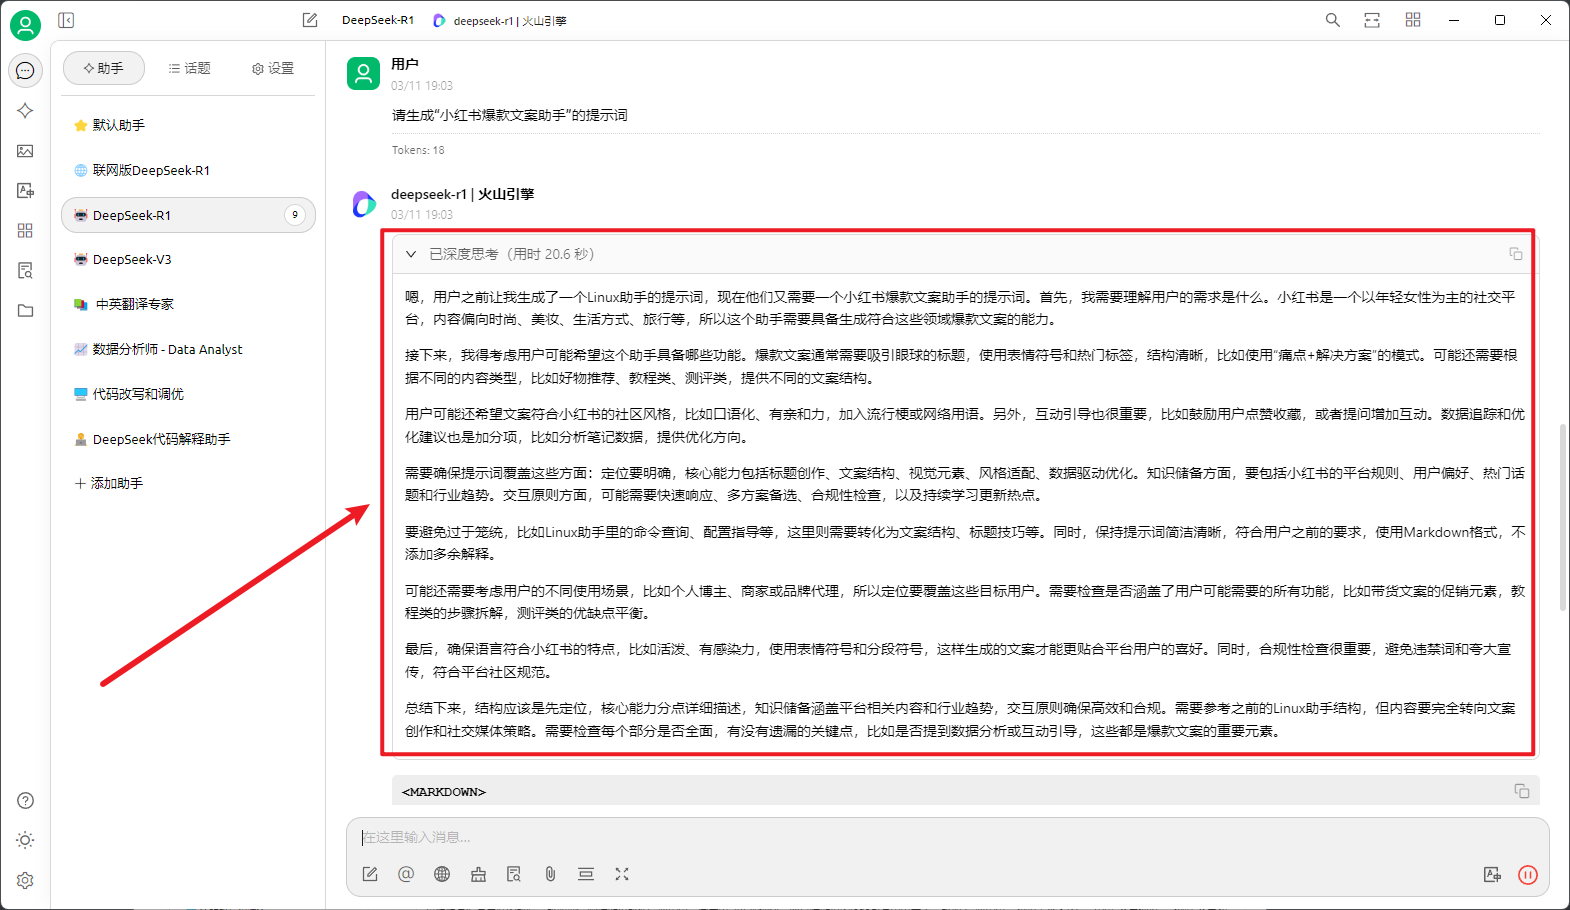 DeepSeek-R1
deepseek-r1 | 火山引擎
助手
话题
设置
默认助手
联网版DeepSeek-R1
DeepSeek-R1
9
DeepSeek-V3
中英翻译专家
数据分析师 - Data Analyst
代码改写和调优
DeepSeek代码解释助手
添加助手
用户
03/11 19:03
请生成“小红书爆款文案助手”的提示词
Tokens: 18
deepseek-r1 | 火山引擎
03/11 19:03
已深度思考（用时 20.6 秒）
嗯，用户之前让我生成了一个Linux助手的提示词，现在他们又需要一个小红书爆款文案助手的提示词。首先，我需要理解用户的需求是什么。小红书是一个以年轻女性为主的社交平
台，内容偏向时尚、美妆、生活方式、旅行等，所以这个助手需要具备生成符合这些领域爆款文案的能力。
接下来，我得考虑用户可能希望这个助手具备哪些功能。爆款文案通常需要吸引眼球的标题，使用表情符号和热门标签，结构清晰，比如使用“痛点+解决方案”的模式。可能还需要根
据不同的内容类型，比如好物推荐、教程类、测评类，提供不同的文案结构。
用户可能还希望文案符合小红书的社区风格，比如口语化、有亲和力，加入流行梗或网络用语。另外，互动引导也很重要，比如鼓励用户点赞收藏，或者提问增加互动。数据追踪和优
化建议也是加分项，比如分析笔记数据，提供优化方向。
需要确保提示词覆盖这些方面：定位要明确，核心能力包括标题创作、文案结构、视觉元素、风格适配、数据驱动优化。知识储备方面，要包括小红书的平台规则、用户偏好、热门话
题和行业趋势。交互原则方面，可能需要快速响应、多方案备选、合规性检查，以及持续学习更新热点。
要避免过于笼统，比如Linux助手里的命令查询、配置指导等，这里则需要转化为文案结构、标题技巧等。同时，保持提示词简洁清晰，符合用户之前的要求，使用Markdown格式，不
添加多余解释。
可能还需要考虑用户的不同使用场景，比如个人博主、商家或品牌代理，所以定位要覆盖这些目标用户。需要检查是否涵盖了用户可能需要的所有功能，比如带货文案的促销元素，教
程类的步骤拆解，测评类的优缺点平衡。
最后，确保语言符合小红书的特点，比如活泼、有感染力，使用表情符号和分段符号，这样生成的文案才能更贴合平台用户的喜好。同时，合规性检查很重要，避免违禁词和夸大宣
传，符合平台社区规范。
总结下来，结构应该是先定位，核心能力分点详细描述，知识储备涵盖平台相关内容和行业趋势，交互原则确保高效和合规。需要参考之前的Linux助手结构，但内容要完全转向文案
创作和社交媒体策略。需要检查每个部分是否全面，有没有遗漏的关键点，比如是否提到数据分析或互动引导，这些都是爆款文案的重要元素。
<MARKDOWN>
在这里输入消息...